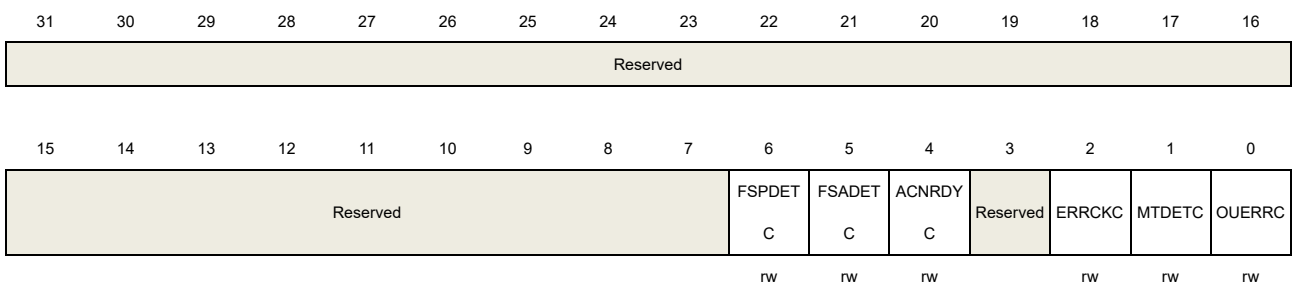 31 30 29 28 27 26 25 24 23 22 21 20 19 18 17 16
Reserved
15 14 13 12 11 10 9 8 7 6 5 4 3 2 1 0
Reserved FSPDET C FSADET C ACNRDY C Reserved ERRCKC MTDETC OUERRC
rw rw rw rw rw rw